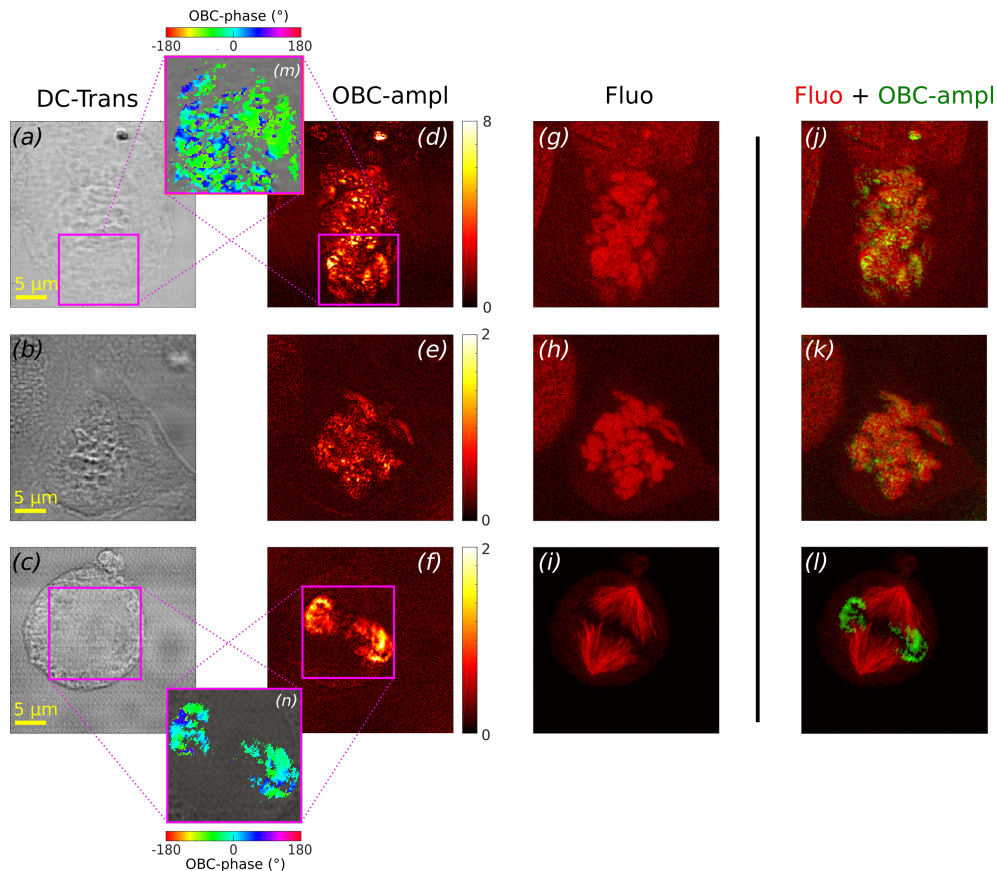 OBC-phase (°)
-180 0 180
DC-Trans
OBC-ampl
Fluo
Fluo + OBC-ampl
(m)
(a)
(d)
8
0
(g)
(j)
5 μm
(b)
(e)
2
0
(h)
(k)
5 μm
(c)
(f)
2
0
(i)
(l)
5 μm
(n)
-180 0 180
OBC-phase (°)